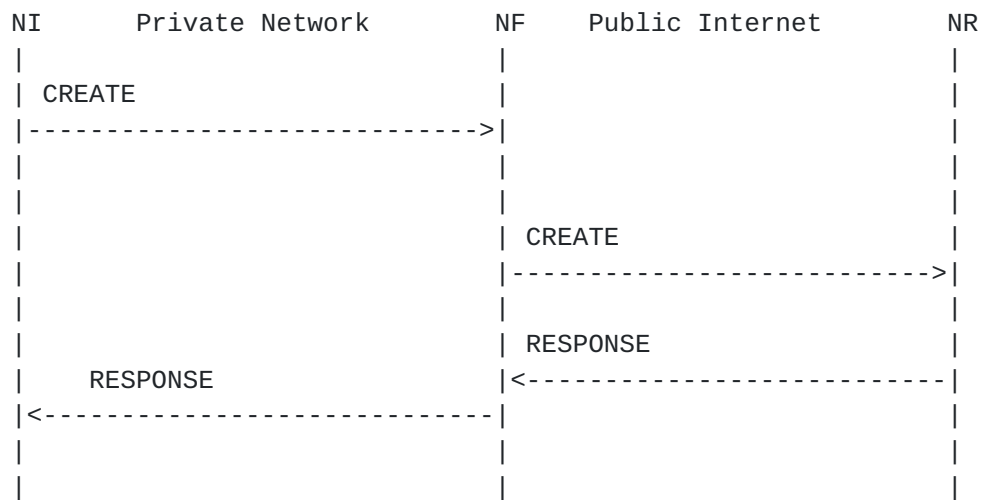 NI Private Network NF Public Internet NR
CREATE
CREATE
RESPONSE
RESPONSE